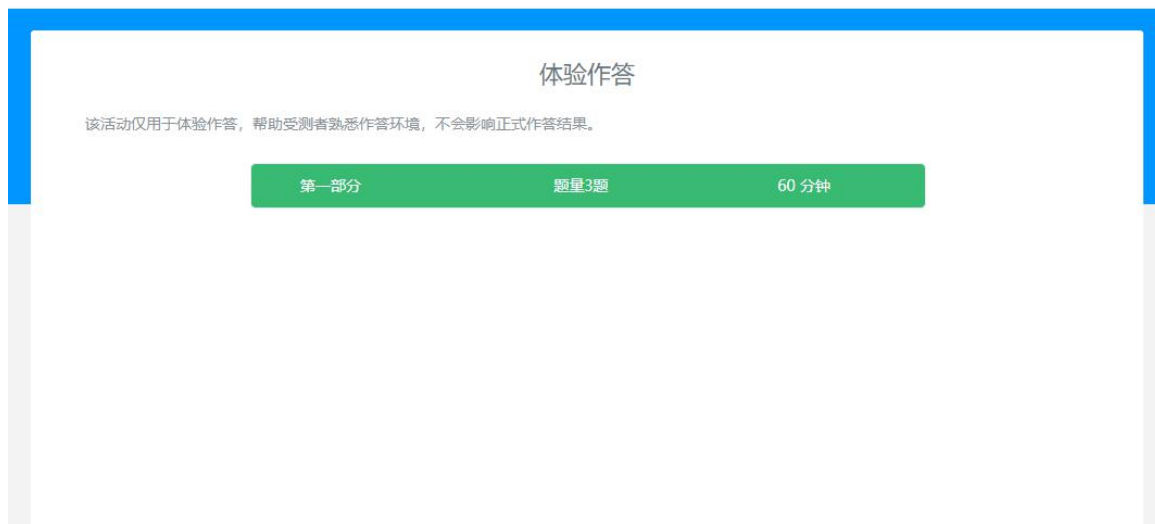 体验作答
该活动仅用于体验作答，帮助受测者熟悉作答环境，不会影响正式作答结果。
第一部分 题量3题 60 分钟